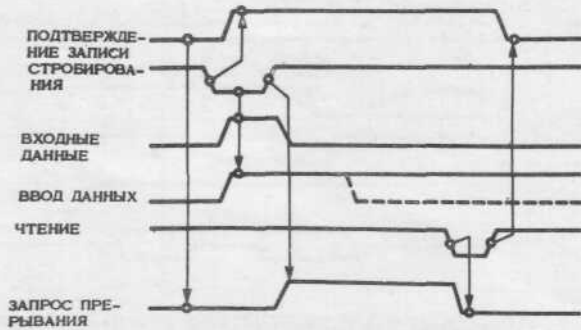 ПОДТВЕРЖДЕ-
НИЕ ЗАПИСИ
СТРОБИРОВА-
НИЯ
ВХОДНЫЕ
ДАННЫЕ
ВВОД ДАННЫХ
ЧТЕНИЕ
ЗАПРОС ПРЕ-
РЫВАНИЯ